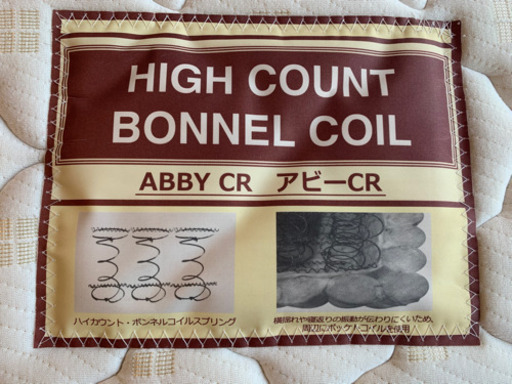 HIGH COUNT
BONNEL COIL
ABBY CR アビーCR
ハイカウント・ボンネルコイルスプリング
横揺れや寝返りの振動が伝わりにくいため、
周辺にポケットコイルを使用